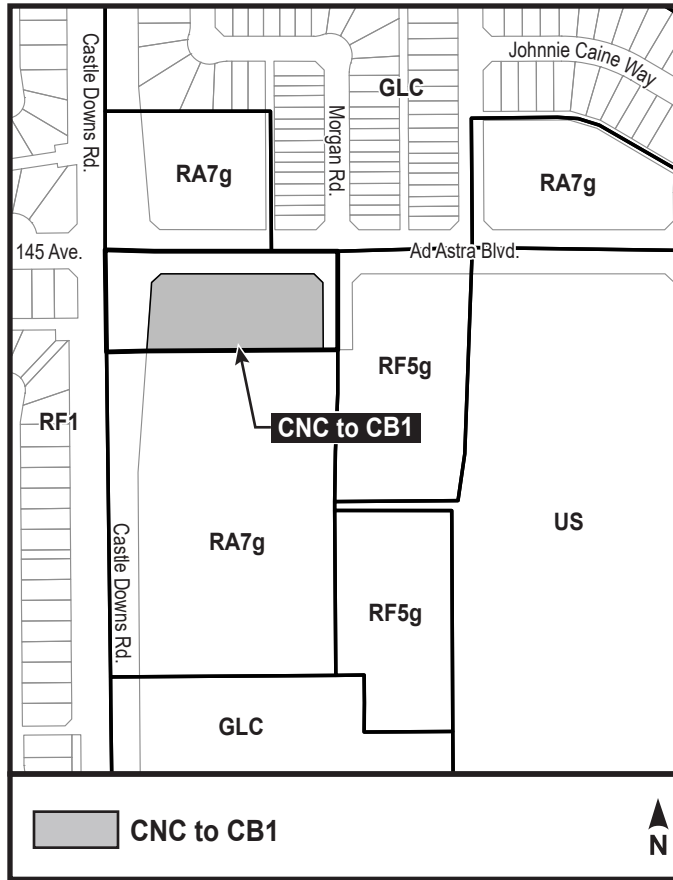 Castle Downs Rd.
Johnnie Caine Way
GLC
Morgan Rd.
RA7g
RA7g
145 Ave.
Ad Astra Blvd.
RF5g
RF1
CNC to CB1
US
RA7g
Castle Downs Rd.
RF5g
GLC
CNC to CB1
N